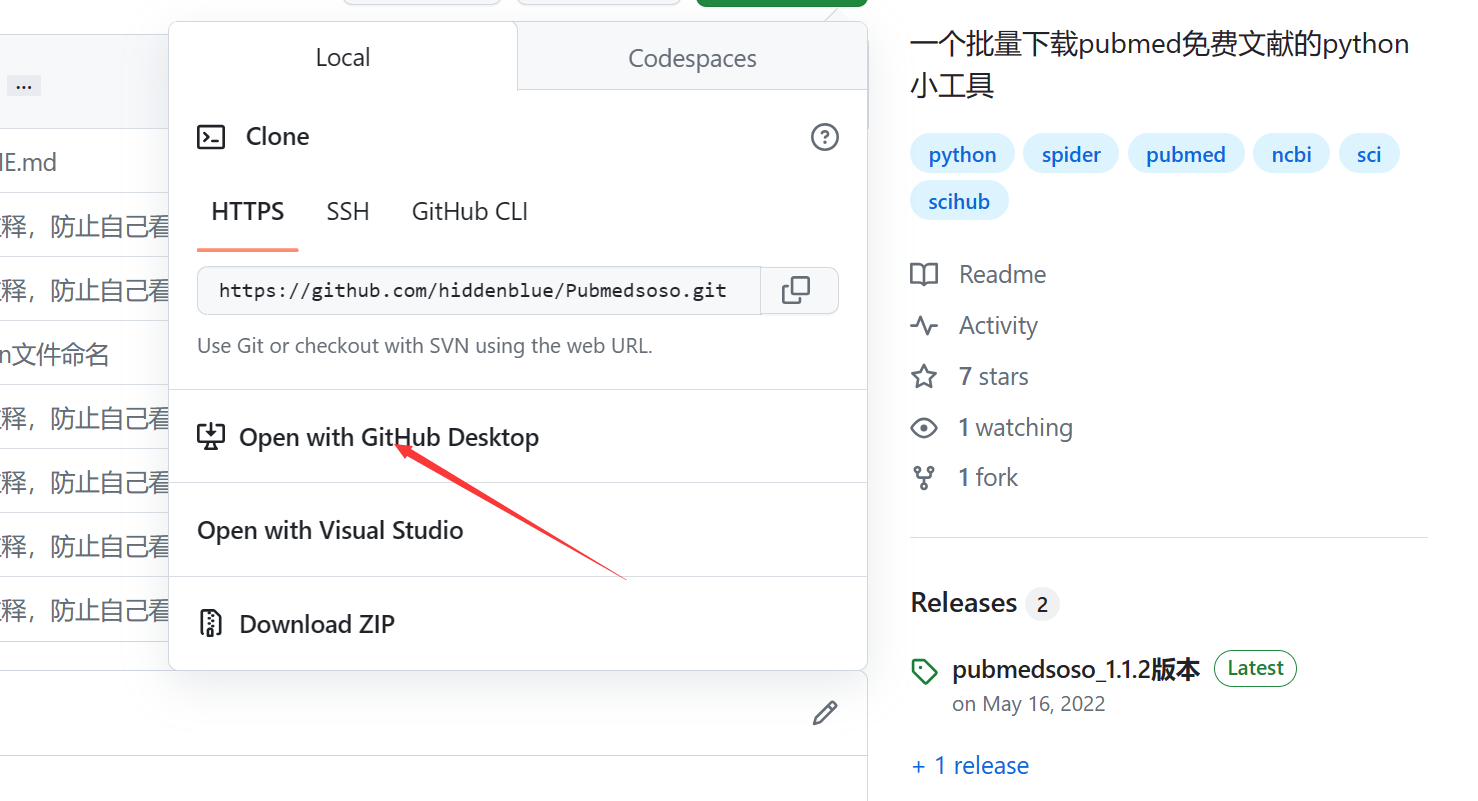 Local
Codespaces
...
Clone
IE.md
HTTPS
SSH
GitHub CLI
释，防止自己看
https://github.com/hiddenblue/Pubmedsoso.git
释，防止自己看
Use Git or checkout with SVN using the web URL.
n文件命名
释，防止自己看
Open with GitHub Desktop
释，防止自己看
Open with Visual Studio
释，防止自己看
释，防止自己看
Download ZIP
一个批量下载pubmed免费文献的python
小工具
python
spider
pubmed
ncbi
sci
scihub
Readme
Activity
7 stars
1 watching
1 fork
Releases 2
pubmedsoso_1.1.2版本 Latest
on May 16, 2022
+ 1 release